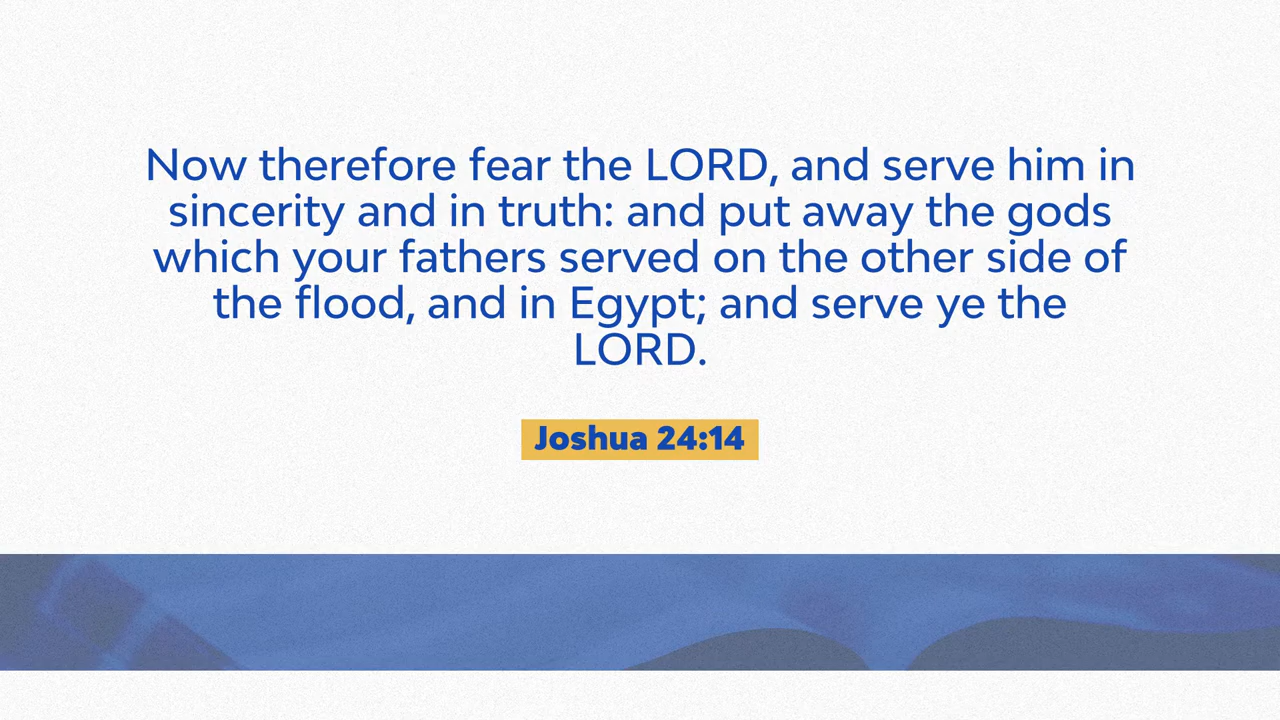 Now therefore fear the LORD, and serve him in
sincerity and in truth: and put away the gods
which your fathers served on the other side of
the flood, and in Egypt; and serve ye the
LORD.
Joshua 24:14